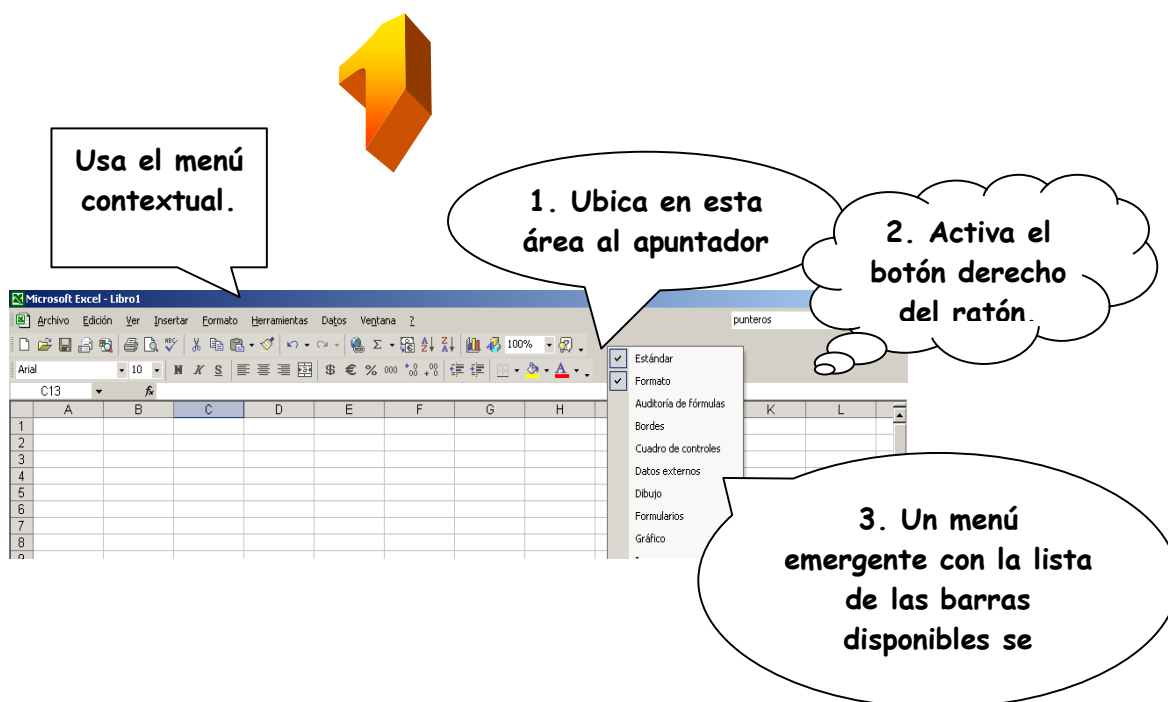 Usa el menú
contextual.
1. Ubica en esta
área al apuntador
2. Activa el
botón derecho
del ratón.
Microsoft Excel - Libro1
Archivo Edición Ver Insertar Formato Herramientas Datos Ventana ?
punteros
100%
Arial 10 N K S $ € % 000
C13 fx
A B C D E F G H K L
1
2
3
4
5
6
7
8
9
Estándar
Formato
Auditoría de fórmulas
Bordes
Cuadro de controles
Datos externos
Dibujo
Formularios
Gráfico
3. Un menú
emergente con la lista
de las barras
disponibles se